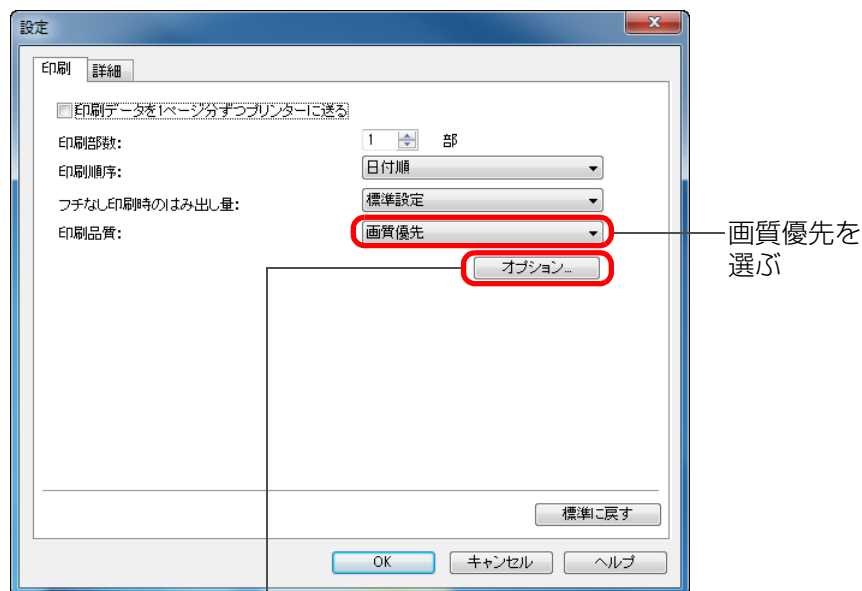 設定
印刷 詳細
印刷データを1ページ分ずつプリンターに送る
印刷部数: 1 部
印刷順序: 日付順
フチなし印刷時のはみ出し量: 標準設定
印刷品質: 画質優先
オプション...
画質優先を
選ぶ
標準に戻す
OK キャンセル ヘルプ